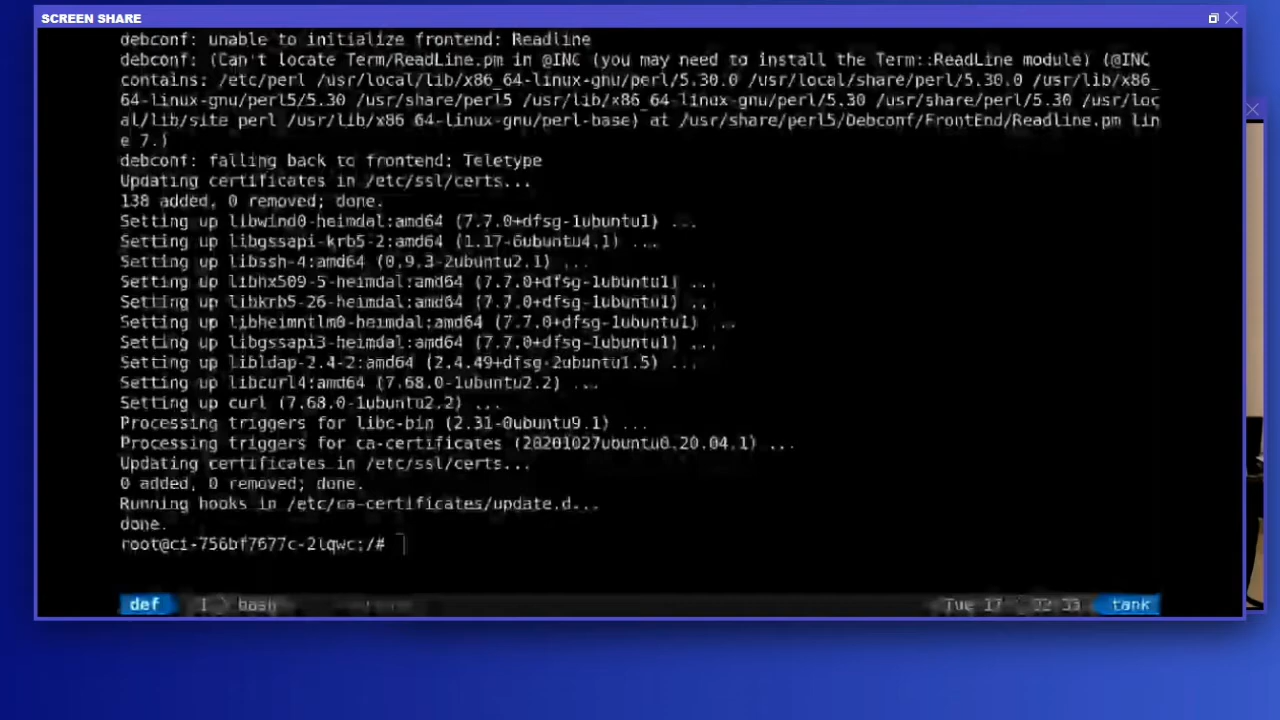 SCREEN SHARE
debconf: unable to initialize frontend: Readline
debconf: (Can't locate Term/ReadLine.pm in @INC (you may need to install the Term::ReadLine module) (@INC
contains: /etc/perl /usr/local/lib/x86_64-linux-gnu/perl/5.30.0 /usr/local/share/perl/5.30.0 /usr/lib/x86_
64-linux-gnu/perl5/5.30 /usr/share/perl5 /usr/lib/x86_64-linux-gnu/perl/5.30 /usr/share/perl/5.30 /usr/loc
al/lib/site_perl /usr/lib/x86_64-linux-gnu/perl-base) at /usr/share/perl5/Debconf/FrontEnd/Readline.pm lin
e 7.)
debconf: falling back to frontend: Teletype
Updating certificates in /etc/ssl/certs...
138 added, 0 removed; done.
Setting up libwind0-heimdal:amd64 (7.7.0+dfsg-1ubuntu1) ...
Setting up libgssapi-krb5-2:amd64 (1.17-6ubuntu4.1) ...
Setting up libssh-4:amd64 (0.9.3-2ubuntu2.1) ...
Setting up libhx509-5-heimdal:amd64 (7.7.0+dfsg-1ubuntu1) ...
Setting up libkrb5-26-heimdal:amd64 (7.7.0+dfsg-1ubuntu1) ...
Setting up libheimntlm0-heimdal:amd64 (7.7.0+dfsg-1ubuntu1) ...
Setting up libgssapi3-heimdal:amd64 (7.7.0+dfsg-1ubuntu1) ...
Setting up libldap-2.4-2:amd64 (2.4.49+dfsg-2ubuntu1.5) ...
Setting up libcurl4:amd64 (7.68.0-1ubuntu2.2) ...
Setting up curl (7.68.0-1ubuntu2.2) ...
Processing triggers for libc-bin (2.31-0ubuntu9.1) ...
Processing triggers for ca-certificates (20201027ubuntu0.20.04.1) ...
Updating certificates in /etc/ssl/certs...
0 added, 0 removed; done.
Running hooks in /etc/ca-certificates/update.d...
done.
root@ci-756bf7677c-2lqwc:/#
def 1 bash Tue 17 tank